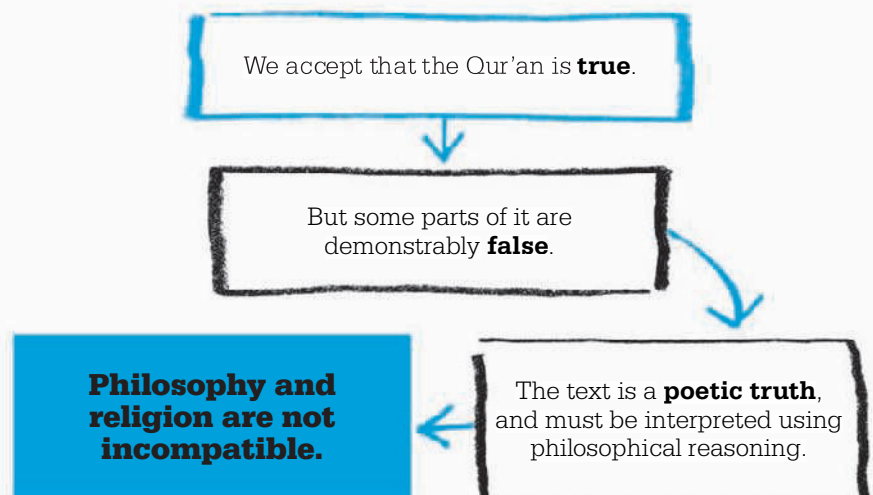 We accept that the Qur’an is true.
But some parts of it are
demonstrably false.
The text is a poetic truth,
and must be interpreted using
philosophical reasoning.
Philosophy and
religion are not
incompatible.